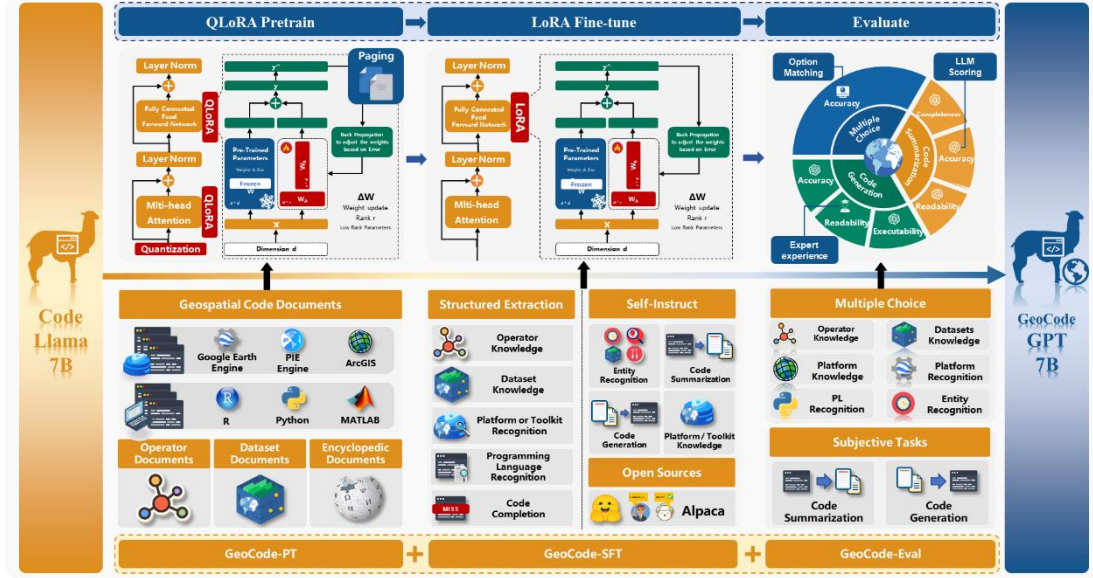 QLoRA Pretrain
LoRA Fine-tune
Evaluate
Code
Llama
7B
Layer Norm
Fully Connected
Feed
Forward Network
QLoRA
Layer Norm
Mlti-head
Attention
QLoRA
Quantization
Paging
y
Pre-Trained
Parameters
Weights & Bias
Frozen
W
W_B
W_A
X
Dimension d
Back Propagation
to adjust the weights
based on Error
ΔW
Weight update
Rank r
Low Rank Parameters
Layer Norm
Fully Connected
Feed
Forward Network
LoRA
Layer Norm
Mlti-head
Attention
y
Pre-Trained
Parameters
Weights & Bias
Frozen
W
W_B
W_A
X
Dimension d
Back Propagation
to adjust the weights
based on Error
ΔW
Weight update
Rank r
Low Rank Parameters
Option
Matching
LLM
Scoring
Accuracy
Completeness
Multiple
Choice
Code
Summarization
Accuracy
Accuracy
Code
Generation
Readability
Readability
Executability
Expert
experience
GeoCode
GPT
7B
Geospatial Code Documents
Google Earth
Engine
PIE
Engine
ArcGIS
R
Python
MATLAB
Operator
Documents
Dataset
Documents
Encyclopedic
Documents
Structured Extraction
Operator
Knowledge
Dataset
Knowledge
Platform or Toolkit
Recognition
Programming
Language
Recognition
MISS
Code
Completion
Self-Instruct
Entity
Recognition
Code
Summarization
Code
Generation
Platform / Toolkit
Knowledge
Open Sources
Alpaca
Multiple Choice
Operator
Knowledge
Datasets
Knowledge
Platform
Knowledge
Platform
Recognition
PL
Recognition
Entity
Recognition
Subjective Tasks
Code
Summarization
Code
Generation
GeoCode-PT
+
GeoCode-SFT
+
GeoCode-Eval